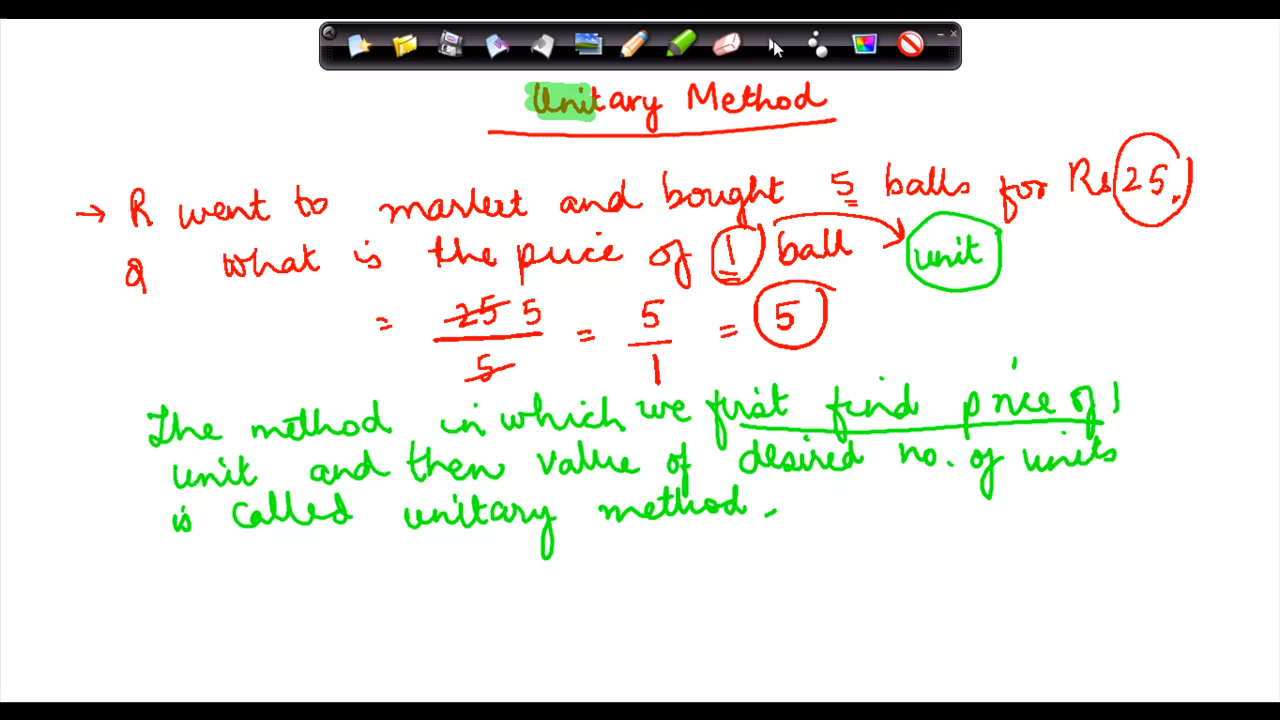 Unitary Method
→ R went to market and bought 5 balls for Rs 25.
Q What is the price of 1 ball → unit
= 25 5 / 5 = 5 / 1 = 5
The method in which we first find price of 1
unit and then value of desired no. of units
is called unitary method.